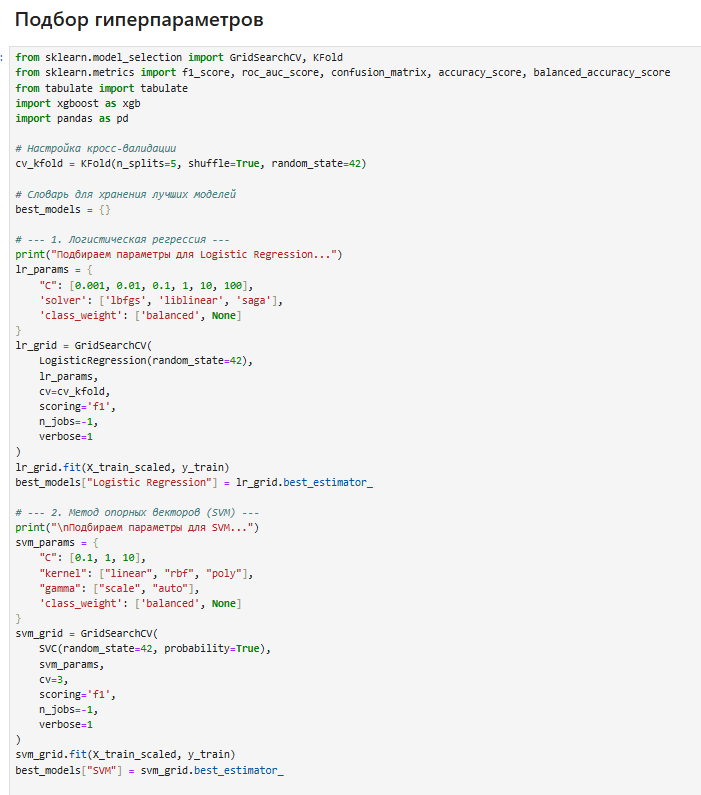 Подбор гиперпараметров
:
from sklearn.model_selection import GridSearchCV, KFold
from sklearn.metrics import f1_score, roc_auc_score, confusion_matrix, accuracy_score, balanced_accuracy_score
from tabulate import tabulate
import xgboost as xgb
import pandas as pd

# Настройка кросс-валидации
cv_kfold = KFold(n_splits=5, shuffle=True, random_state=42)

# Словарь для хранения лучших моделей
best_models = {}

# --- 1. Логистическая регрессия ---
print("Подбираем параметры для Logistic Regression...")
lr_params = {
    "C": [0.001, 0.01, 0.1, 1, 10, 100],
    'solver': ['lbfgs', 'liblinear', 'saga'],
    'class_weight': ['balanced', None]
}
lr_grid = GridSearchCV(
    LogisticRegression(random_state=42),
    lr_params,
    cv=cv_kfold,
    scoring='f1',
    n_jobs=-1,
    verbose=1
)
lr_grid.fit(X_train_scaled, y_train)
best_models["Logistic Regression"] = lr_grid.best_estimator_

# --- 2. Метод опорных векторов (SVM) ---
print("\nПодбираем параметры для SVM...")
svm_params = {
    "C": [0.1, 1, 10],
    "kernel": ["linear", "rbf", "poly"],
    "gamma": ["scale", "auto"],
    'class_weight': ['balanced', None]
}
svm_grid = GridSearchCV(
    SVC(random_state=42, probability=True),
    svm_params,
    cv=3,
    scoring='f1',
    n_jobs=-1,
    verbose=1
)
svm_grid.fit(X_train_scaled, y_train)
best_models["SVM"] = svm_grid.best_estimator_